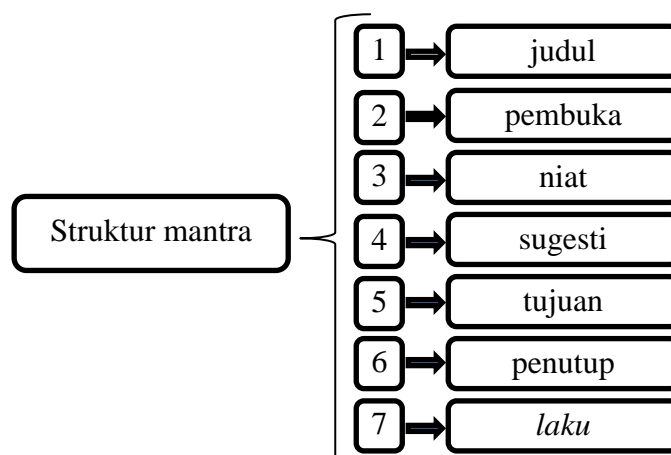 Struktur mantra
1 judul
2 pembuka
3 niat
4 sugesti
5 tujuan
6 penutup
7 laku